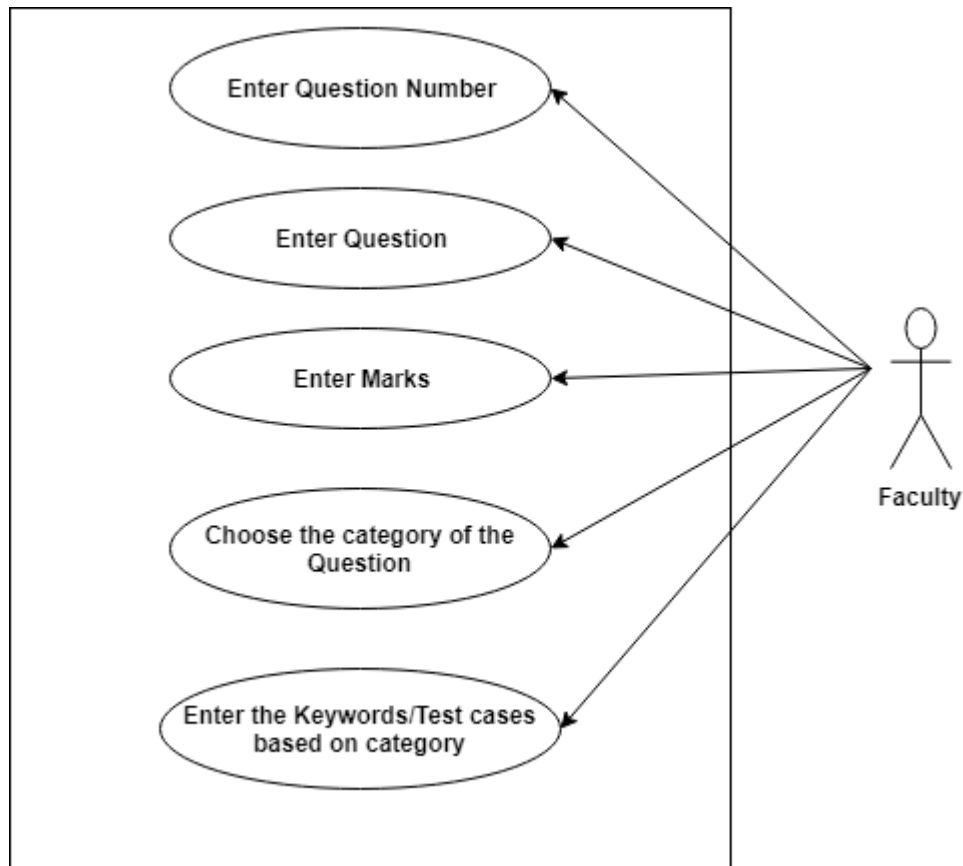 Enter Question Number
Enter Question
Enter Marks
Faculty
Choose the category of the
Question
Enter the Keywords/Test cases
based on category